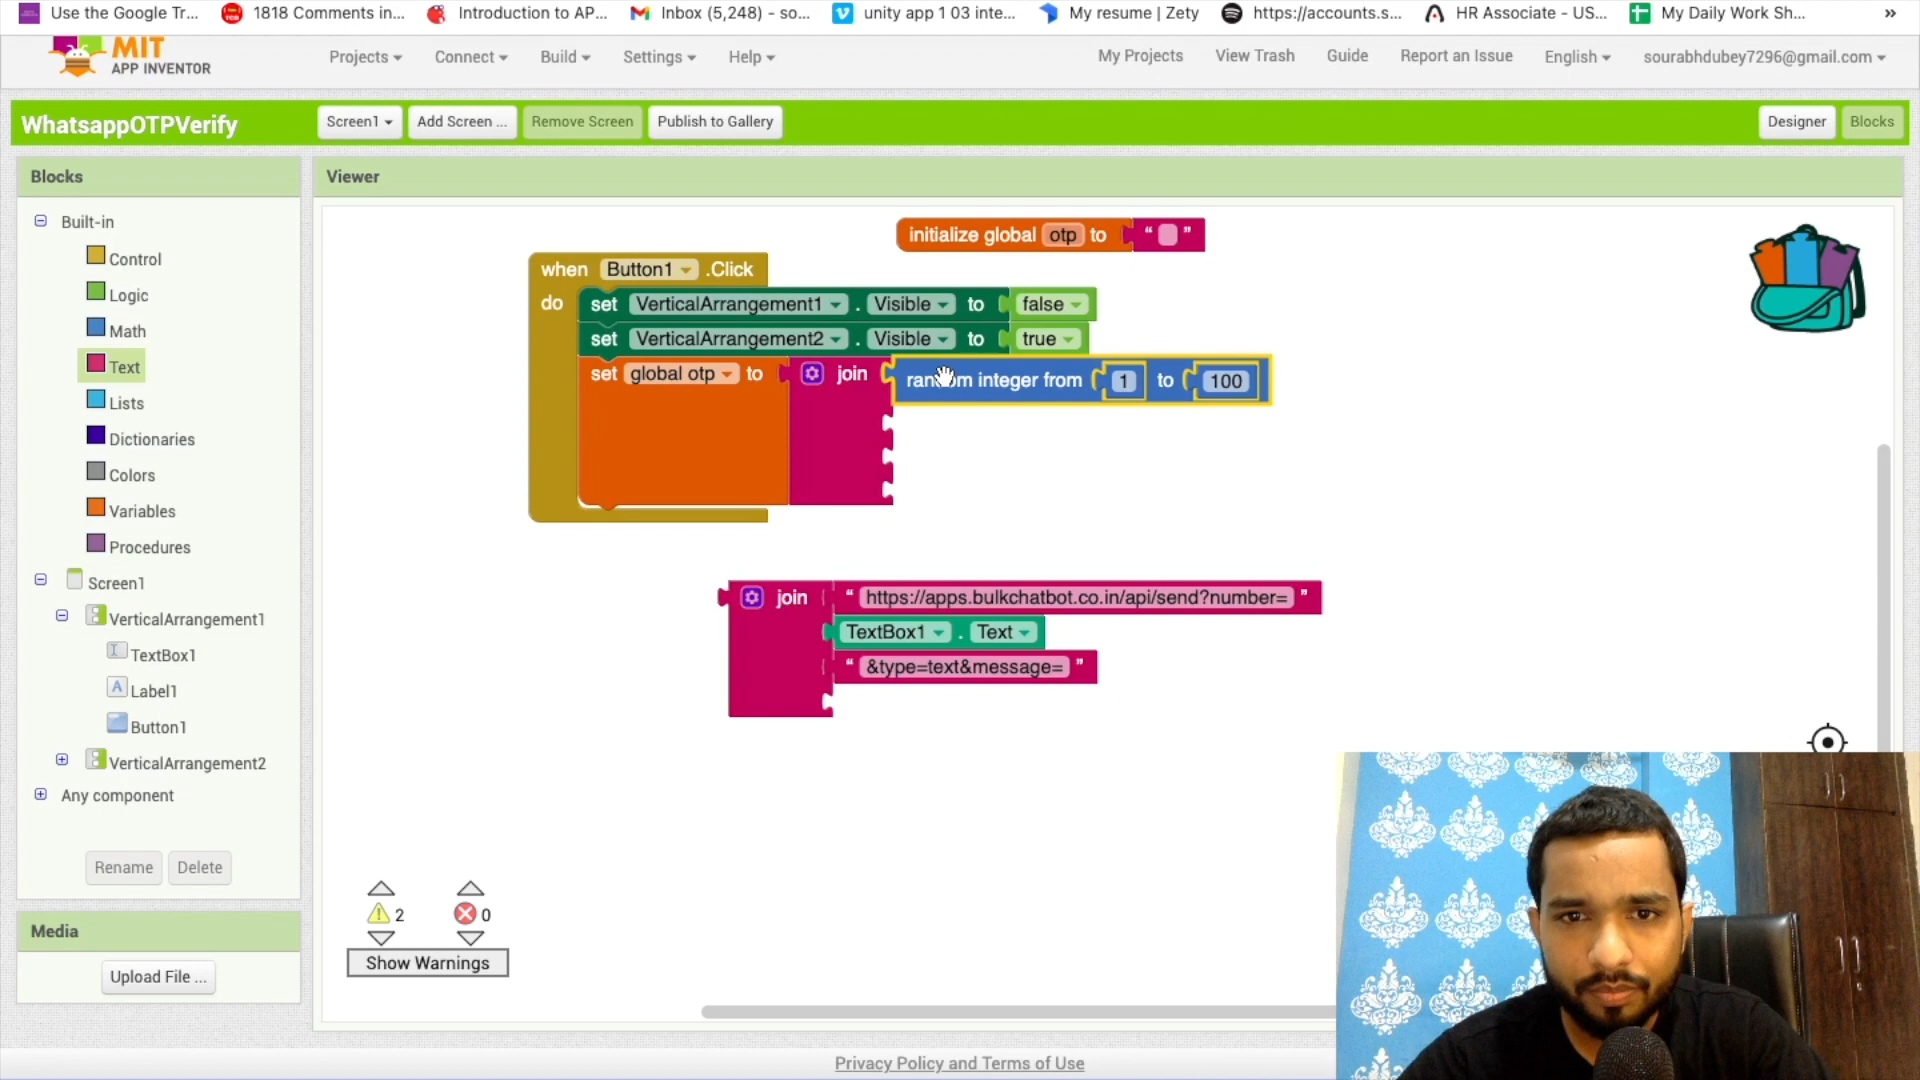 Use the Google Tr...
1818 Comments in...
Introduction to AP...
Inbox (5,248) - so...
unity app 1 03 inte...
My resume | Zety
https://accounts.s...
HR Associate - US...
My Daily Work Sh...
»
MIT
APP INVENTOR
Projects
Connect
Build
Settings
Help
My Projects
View Trash
Guide
Report an Issue
English
sourabhdubey7296@gmail.com
WhatsappOTPVerify
Screen1
Add Screen ...
Remove Screen
Publish to Gallery
Designer
Blocks
Blocks
Viewer
Built-in
Control
Logic
Math
Text
Lists
Dictionaries
Colors
Variables
Procedures
Screen1
VerticalArrangement1
TextBox1
Label1
Button1
VerticalArrangement2
Any component
Rename
Delete
Media
Upload File ...
initialize global otp to " "
when Button1 .Click
do set VerticalArrangement1 . Visible to false
set VerticalArrangement2 . Visible to true
set global otp to join random integer from 1 to 100
join " https://apps.bulkchatbot.co.in/api/send?number= "
TextBox1 . Text
" &type=text&message= "
2
0
Show Warnings
Privacy Policy and Terms of Use